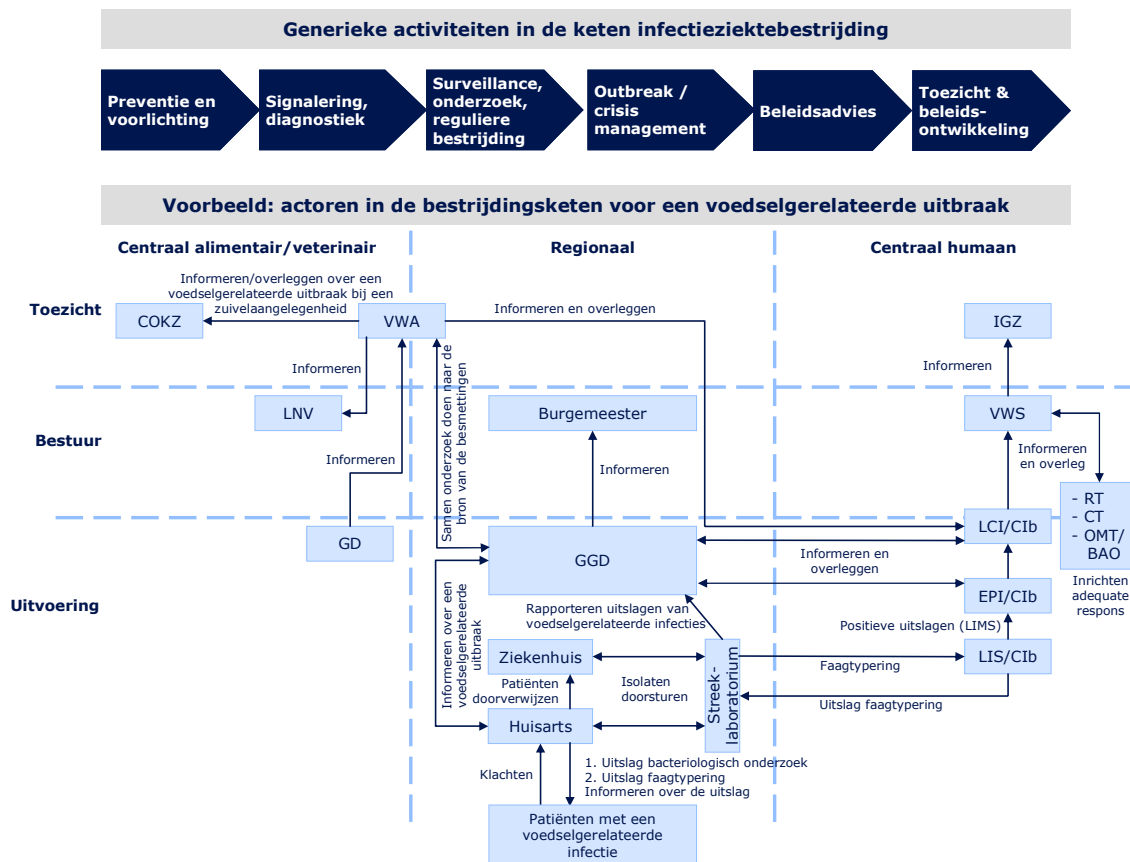 Generieke activiteiten in de keten infectieziektebestrijding
Preventie en
voorlichting
Signalering,
diagnostiek
Surveillance,
onderzoek,
reguliere
bestrijding
Outbreak /
crisis
management
Beleidsadvies
Toezicht &
beleids-
ontwikkeling
Voorbeeld: actoren in de bestrijdingsketen voor een voedselgerelateerde uitbraak
Centraal alimentair/veterinair
Regionaal
Centraal humaan
Toezicht
Informeren/overleggen over een
voedselgerelateerde uitbraak bij een
zuivelaangelegenheid
COKZ
VWA
Informeren en overleggen
IGZ
Informeren
Informeren
Bestuur
LNV
Samen onderzoek doen naar de
bron van de besmettingen
Burgemeester
VWS
Informeren
Informeren
Informeren
en overleg
- RT
- CT
- OMT/
BAO
Inrichten
adequate
respons
Uitvoering
GD
GGD
LCI/CIb
Informeren en
overleggen
EPI/CIb
Informeren over een
voedselgerelateerde
uitbraak
Rapporteren uitslagen van
voedselgerelateerde infecties
Positieve uitslagen (LIMS)
Ziekenhuis
Streek-
laboratorium
LIS/CIb
Faagtypering
Patiënten
doorverwijzen
Isolaten
doorsturen
Uitslag faagtypering
Huisarts
Klachten
1. Uitslag bacteriologisch onderzoek
2. Uitslag faagtypering
Informeren over de uitslag
Patiënten met een
voedselgerelateerde
infectie